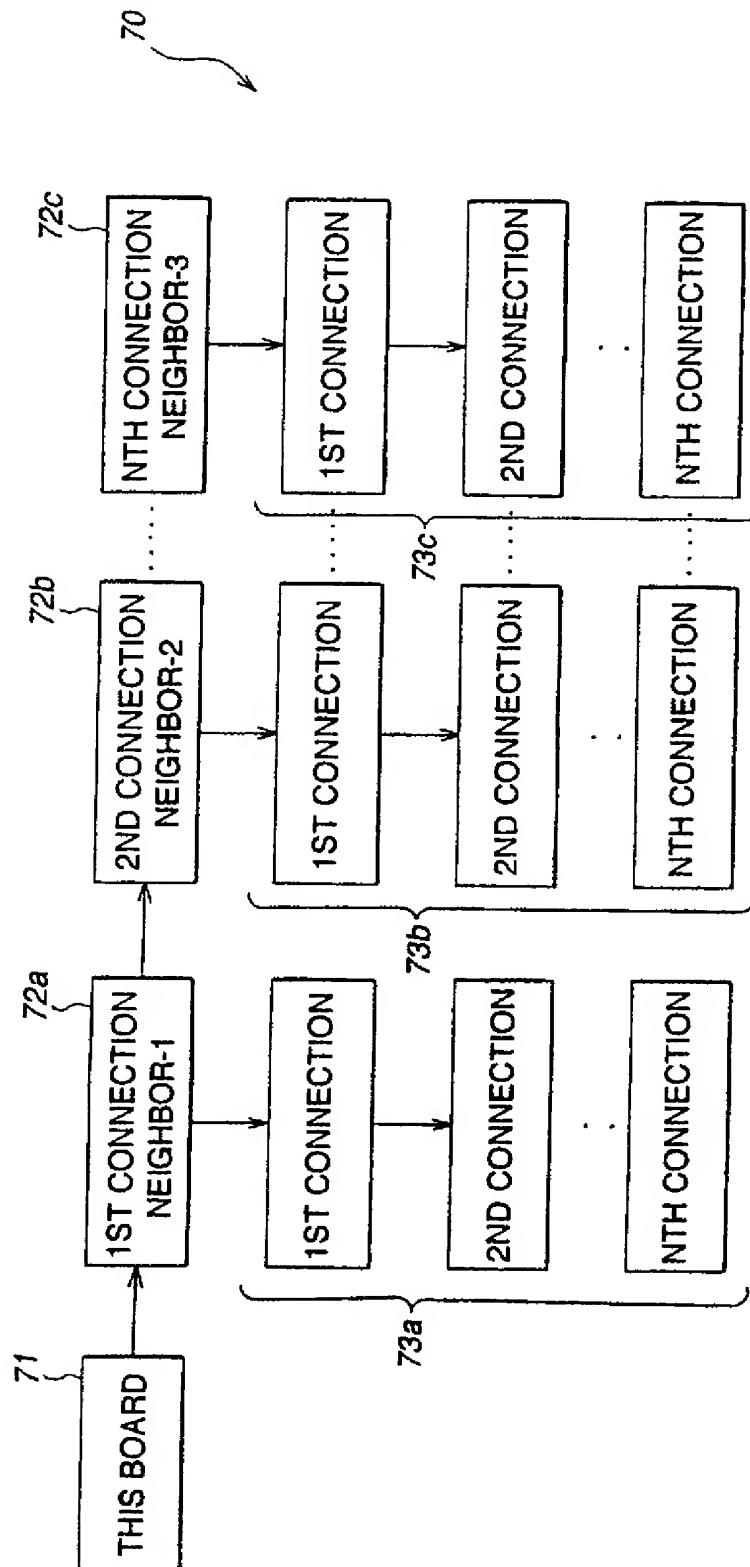 70
71
THIS BOARD
72a
1ST CONNECTION
NEIGHBOR-1
72b
2ND CONNECTION
NEIGHBOR-2
72c
NTH CONNECTION
NEIGHBOR-3
73a
1ST CONNECTION
2ND CONNECTION
NTH CONNECTION
73b
1ST CONNECTION
2ND CONNECTION
NTH CONNECTION
73c
1ST CONNECTION
2ND CONNECTION
NTH CONNECTION